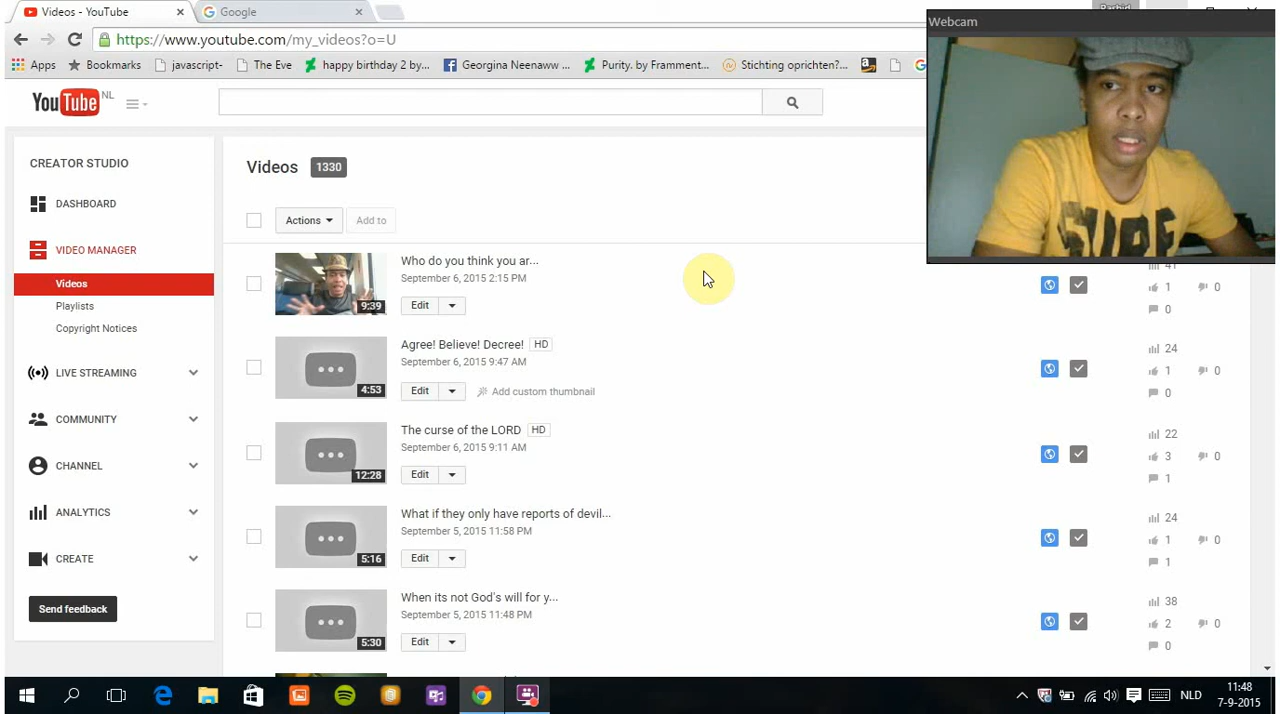 Videos - YouTube
Google
https://www.youtube.com/my_videos?o=U
Apps
Bookmarks
javascript-
The Eve
happy birthday 2 by...
Georgina Neenaww ...
Purity. by Framment...
Stichting oprichten?...
Webcam
YouTube NL
CREATOR STUDIO
DASHBOARD
VIDEO MANAGER
Videos
Playlists
Copyright Notices
LIVE STREAMING
COMMUNITY
CHANNEL
ANALYTICS
CREATE
Send feedback
Videos 1330
Actions
Add to
Who do you think you ar...
September 6, 2015 2:15 PM
9:39
Edit
41
1
0
0
Agree! Believe! Decree! HD
September 6, 2015 9:47 AM
4:53
Edit
Add custom thumbnail
24
1
0
0
The curse of the LORD HD
September 6, 2015 9:11 AM
12:28
Edit
22
3
0
1
What if they only have reports of devil...
September 5, 2015 11:58 PM
5:16
Edit
24
1
0
1
When its not God's will for y...
September 5, 2015 11:48 PM
5:30
Edit
38
2
0
0
SURF
NLD
11:48
7-9-2015